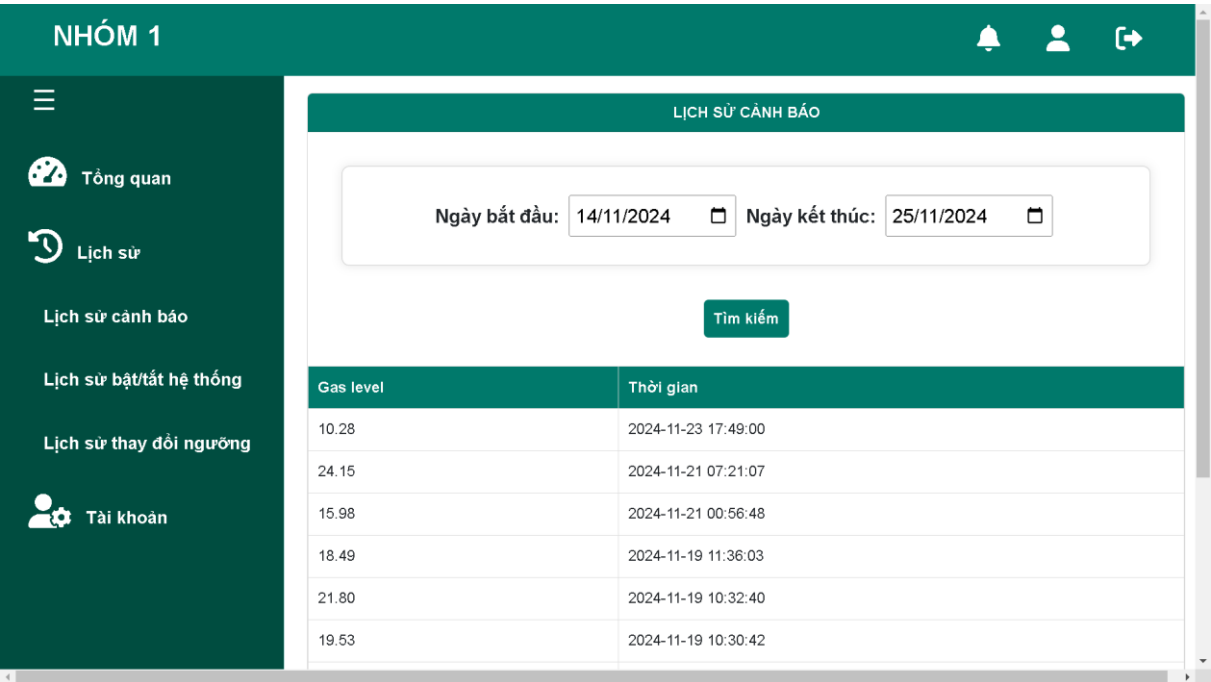 NHÓM 1
Tổng quan
Lịch sử
Lịch sử cảnh báo
Lịch sử bật/tắt hệ thống
Lịch sử thay đổi ngưỡng
Tài khoản
LỊCH SỬ CẢNH BÁO
Ngày bắt đầu: 14/11/2024 Ngày kết thúc: 25/11/2024
Tìm kiếm
Gas level Thời gian
10.28 2024-11-23 17:49:00
24.15 2024-11-21 07:21:07
15.98 2024-11-21 00:56:48
18.49 2024-11-19 11:36:03
21.80 2024-11-19 10:32:40
19.53 2024-11-19 10:30:42